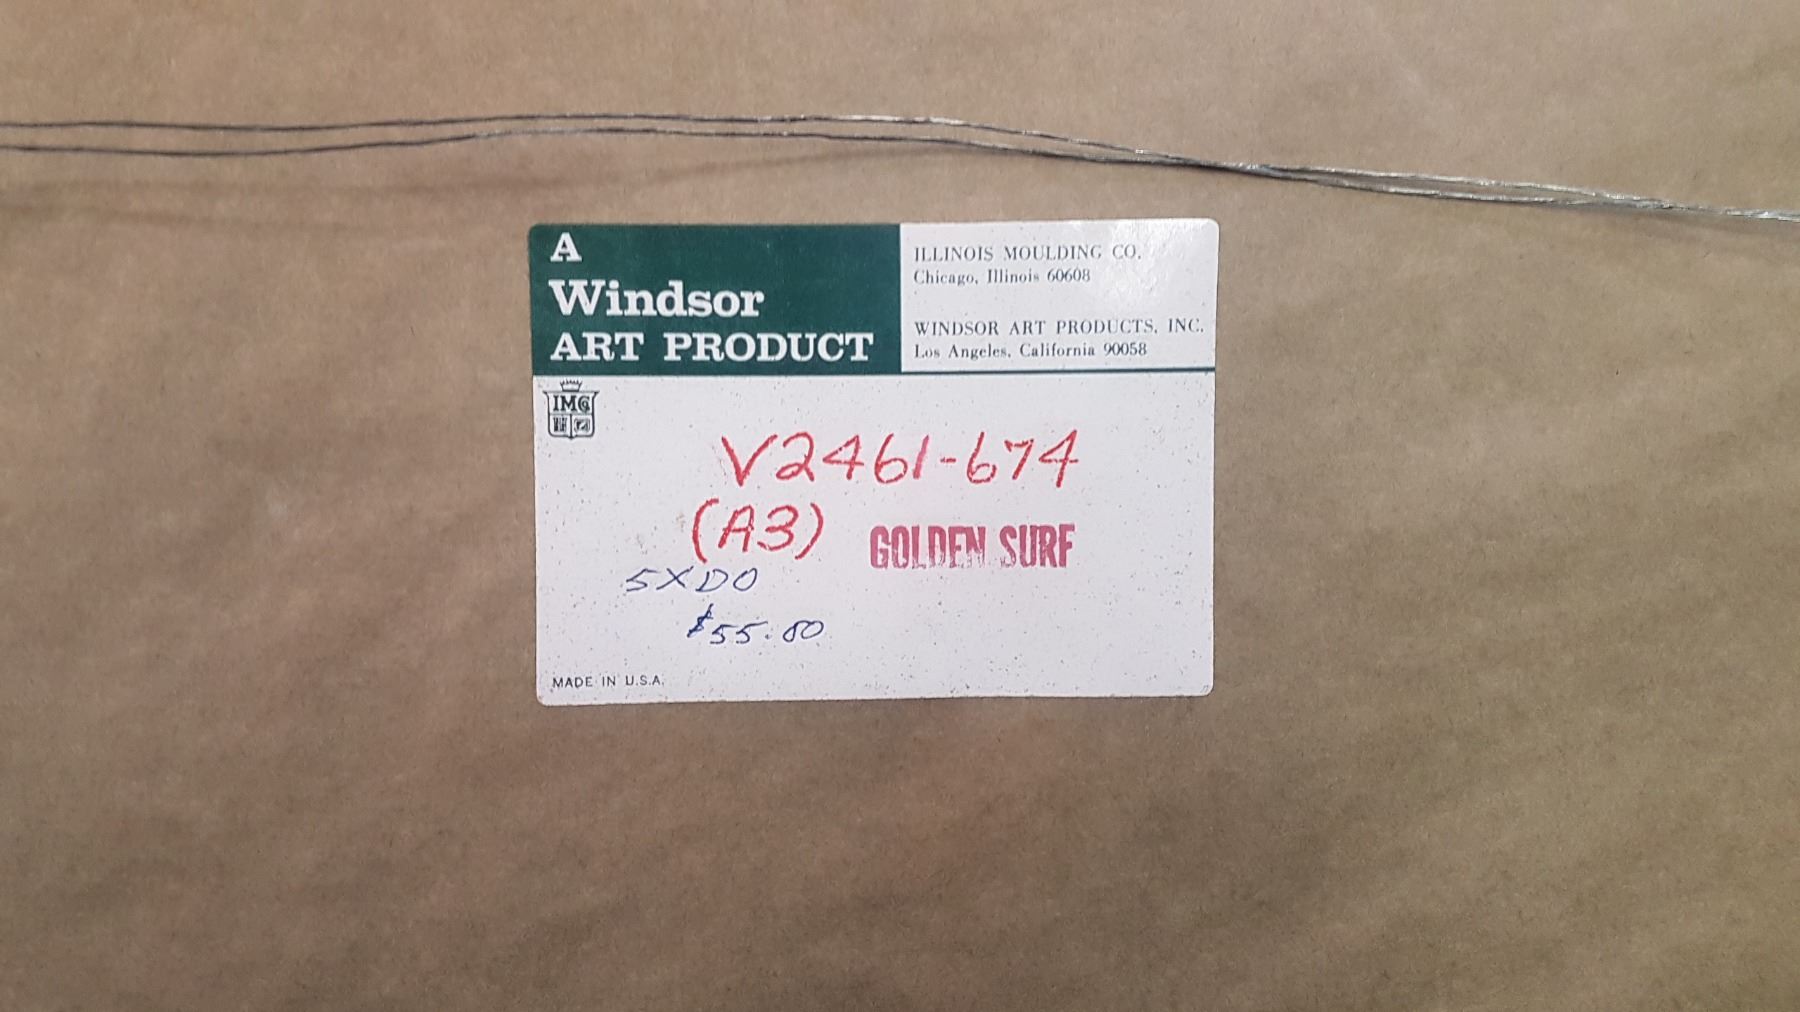 A
Windsor
ART PRODUCT
ILLINOIS MOULDING CO.
Chicago, Illinois 60608
WINDSOR ART PRODUCTS, INC.
Los Angeles, California 90058
IMCo
V2461-674
(A3)
GOLDEN SURF
5XDO
$55.80
MADE IN U.S.A.